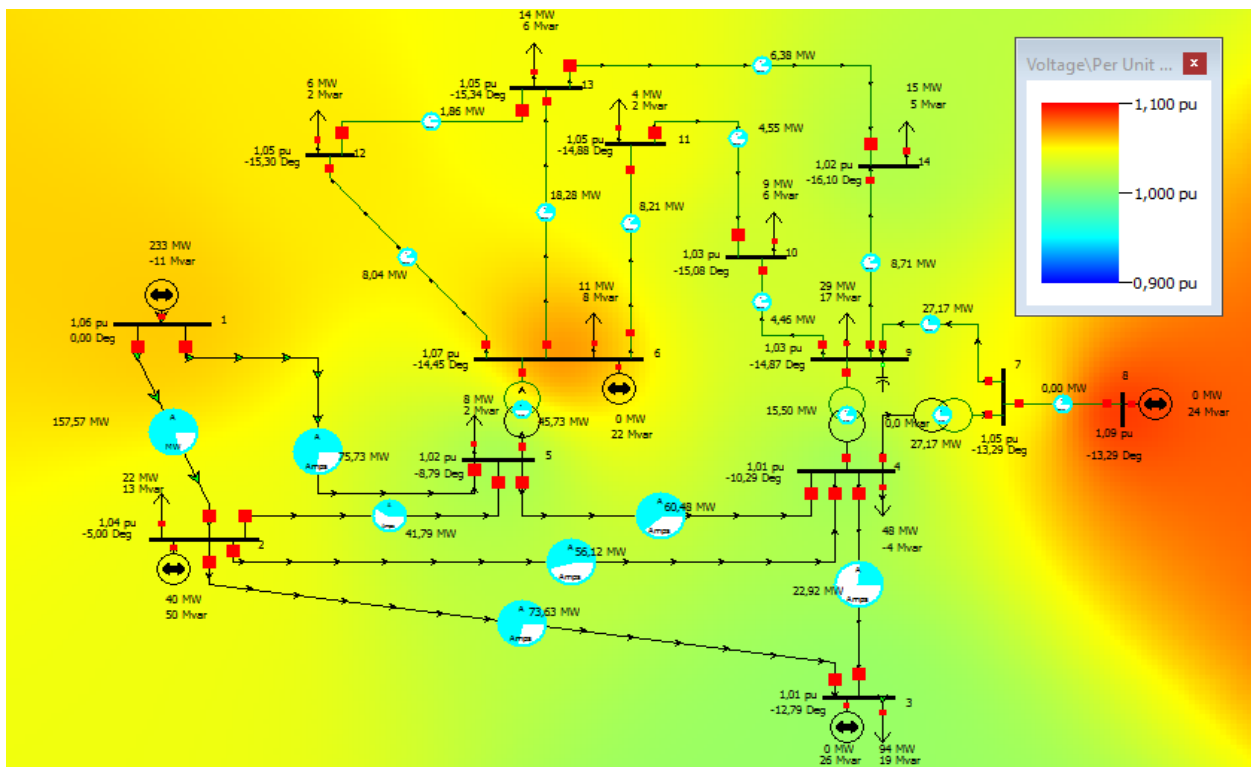 14 MW
6 Mvar
6,38 MW
Voltage\Per Unit ...
x
1,100 pu
1,000 pu
0,900 pu
1,05 pu
-15,34 Deg
13
6 MW
2 Mvar
1,86 MW
4 MW
2 Mvar
4,55 MW
15 MW
5 Mvar
1,05 pu
-15,30 Deg
12
1,05 pu
-14,88 Deg
11
1,02 pu
-16,10 Deg
14
9 MW
6 Mvar
18,28 MW
8,21 MW
1,03 pu
-15,08 Deg
10
8,71 MW
233 MW
-11 Mvar
8,04 MW
11 MW
8 Mvar
29 MW
17 Mvar
4,46 MW
27,17 MW
1,06 pu
0,00 Deg
1
1,07 pu
-14,45 Deg
6
1,03 pu
-14,87 Deg
9
7
0,00 MW
8
0 MW
24 Mvar
A
8 MW
2 Mvar
45,73 MW
0 MW
22 Mvar
15,50 MW
0,0 Mvar
27,17 MW
1,05 pu
-13,29 Deg
1,09 pu
-13,29 Deg
157,57 MW
A
MW
A
Amps
75,73 MW
1,02 pu
-8,79 Deg
5
1,01 pu
-10,29 Deg
4
22 MW
13 Mvar
1,04 pu
-5,00 Deg
2
41,79 MW
A
Amps
60,48 MW
48 MW
-4 Mvar
A
Amps
56,12 MW
40 MW
50 Mvar
A
Amps
73,63 MW
A
Amps
22,92 MW
1,01 pu
-12,79 Deg
3
0 MW
26 Mvar
94 MW
19 Mvar